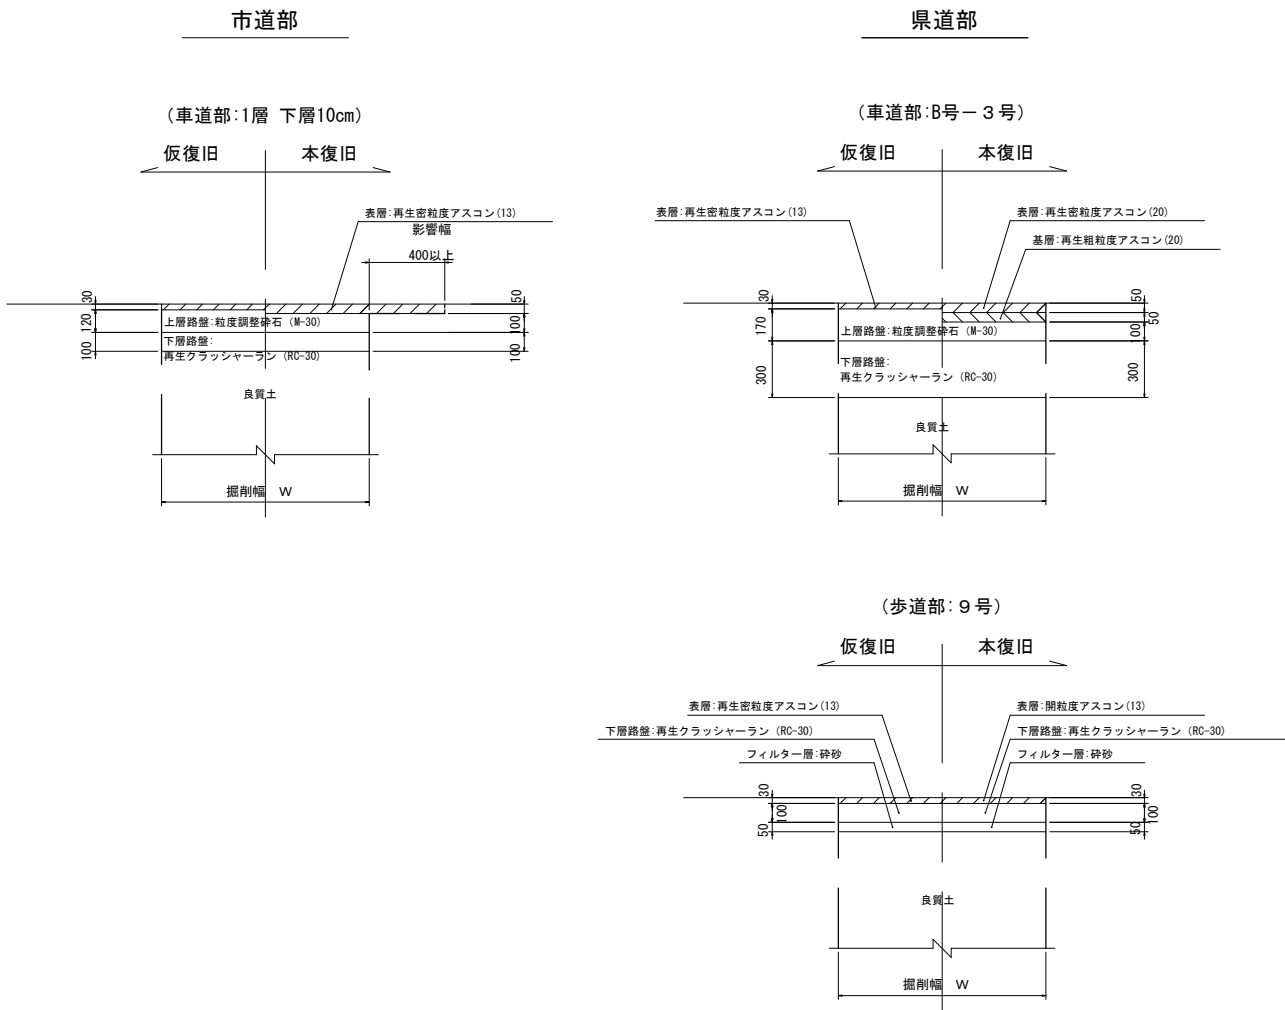 市道部
(車道部:1層 下層10cm)
仮復旧
本復旧
表層:再生密粒度アスコン(13)
影響幅
400以上
30
120
100
50
100
100
上層路盤:粒度調整砕石 (M-30)
下層路盤:
再生クラッシャーラン (RC-30)
良質土
掘削幅 W
県道部
(車道部:B号－3号)
仮復旧
本復旧
表層:再生密粒度アスコン(13)
表層:再生密粒度アスコン(20)
基層:再生粗粒度アスコン(20)
30
170
300
50
50
100
300
上層路盤:粒度調整砕石 (M-30)
下層路盤:
再生クラッシャーラン (RC-30)
良質土
掘削幅 W
(歩道部:9号)
仮復旧
本復旧
表層:再生密粒度アスコン(13)
下層路盤:再生クラッシャーラン (RC-30)
フィルター層:砕砂
表層:開粒度アスコン(13)
下層路盤:再生クラッシャーラン (RC-30)
フィルター層:砕砂
30
100
50
30
100
50
良質土
掘削幅 W